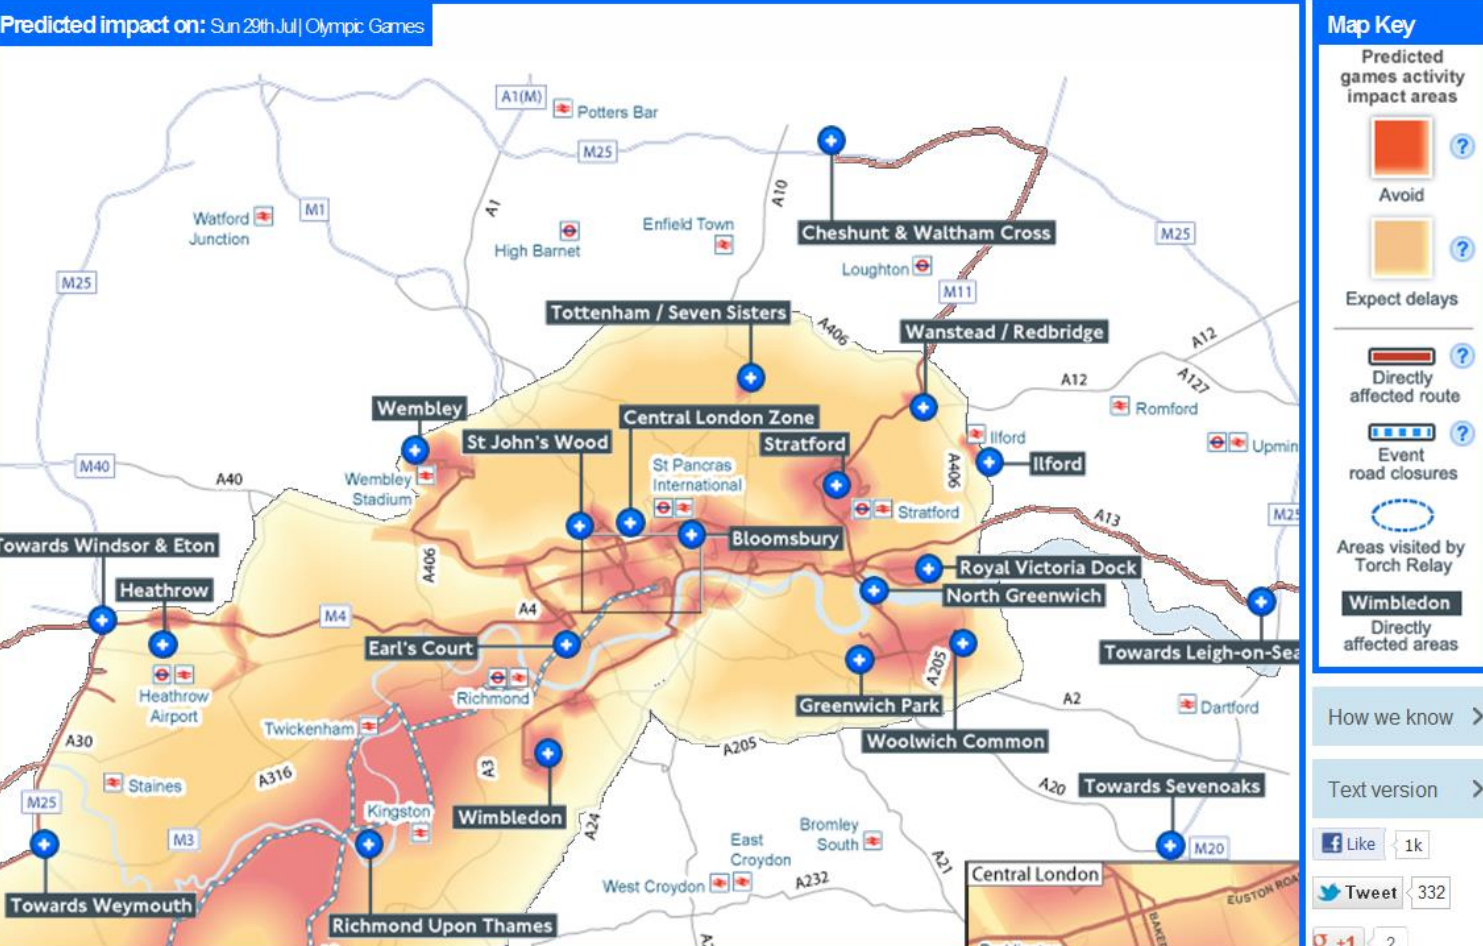 Predicted impact on: Sun 29th Jul | Olympic Games
A1(M)
Potters Bar
M25
A10
A1
Watford
Junction
M1
High Barnet
Enfield Town
Cheshunt & Waltham Cross
M25
Loughton
M25
M11
Tottenham / Seven Sisters
A406
Wanstead / Redbridge
A12
A12
A127
Romford
Wembley
Central London Zone
St John's Wood
Stratford
Ilford
Upmin
M40
A40
Wembley
Stadium
St Pancras
International
A406
Ilford
Stratford
M25
A13
Towards Windsor & Eton
Bloomsbury
A406
Royal Victoria Dock
Heathrow
North Greenwich
M4
A4
Earl's Court
Towards Leigh-on-Sea
Heathrow
Airport
Richmond
A205
Greenwich Park
A2
Dartford
Twickenham
A30
A205
Woolwich Common
A316
A3
Staines
M25
Kingston
Wimbledon
A24
A20
Towards Sevenoaks
M3
East
Croydon
Bromley
South
A21
M20
West Croydon
A232
Central London
EUSTON ROA
BAKE
Towards Weymouth
Richmond Upon Thames
Map Key
Predicted
games activity
impact areas
?
Avoid
?
Expect delays
?
Directly
affected route
?
Event
road closures
Areas visited by
Torch Relay
Wimbledon
Directly
affected areas
How we know
Text version
Like 1k
Tweet 332
+1 2